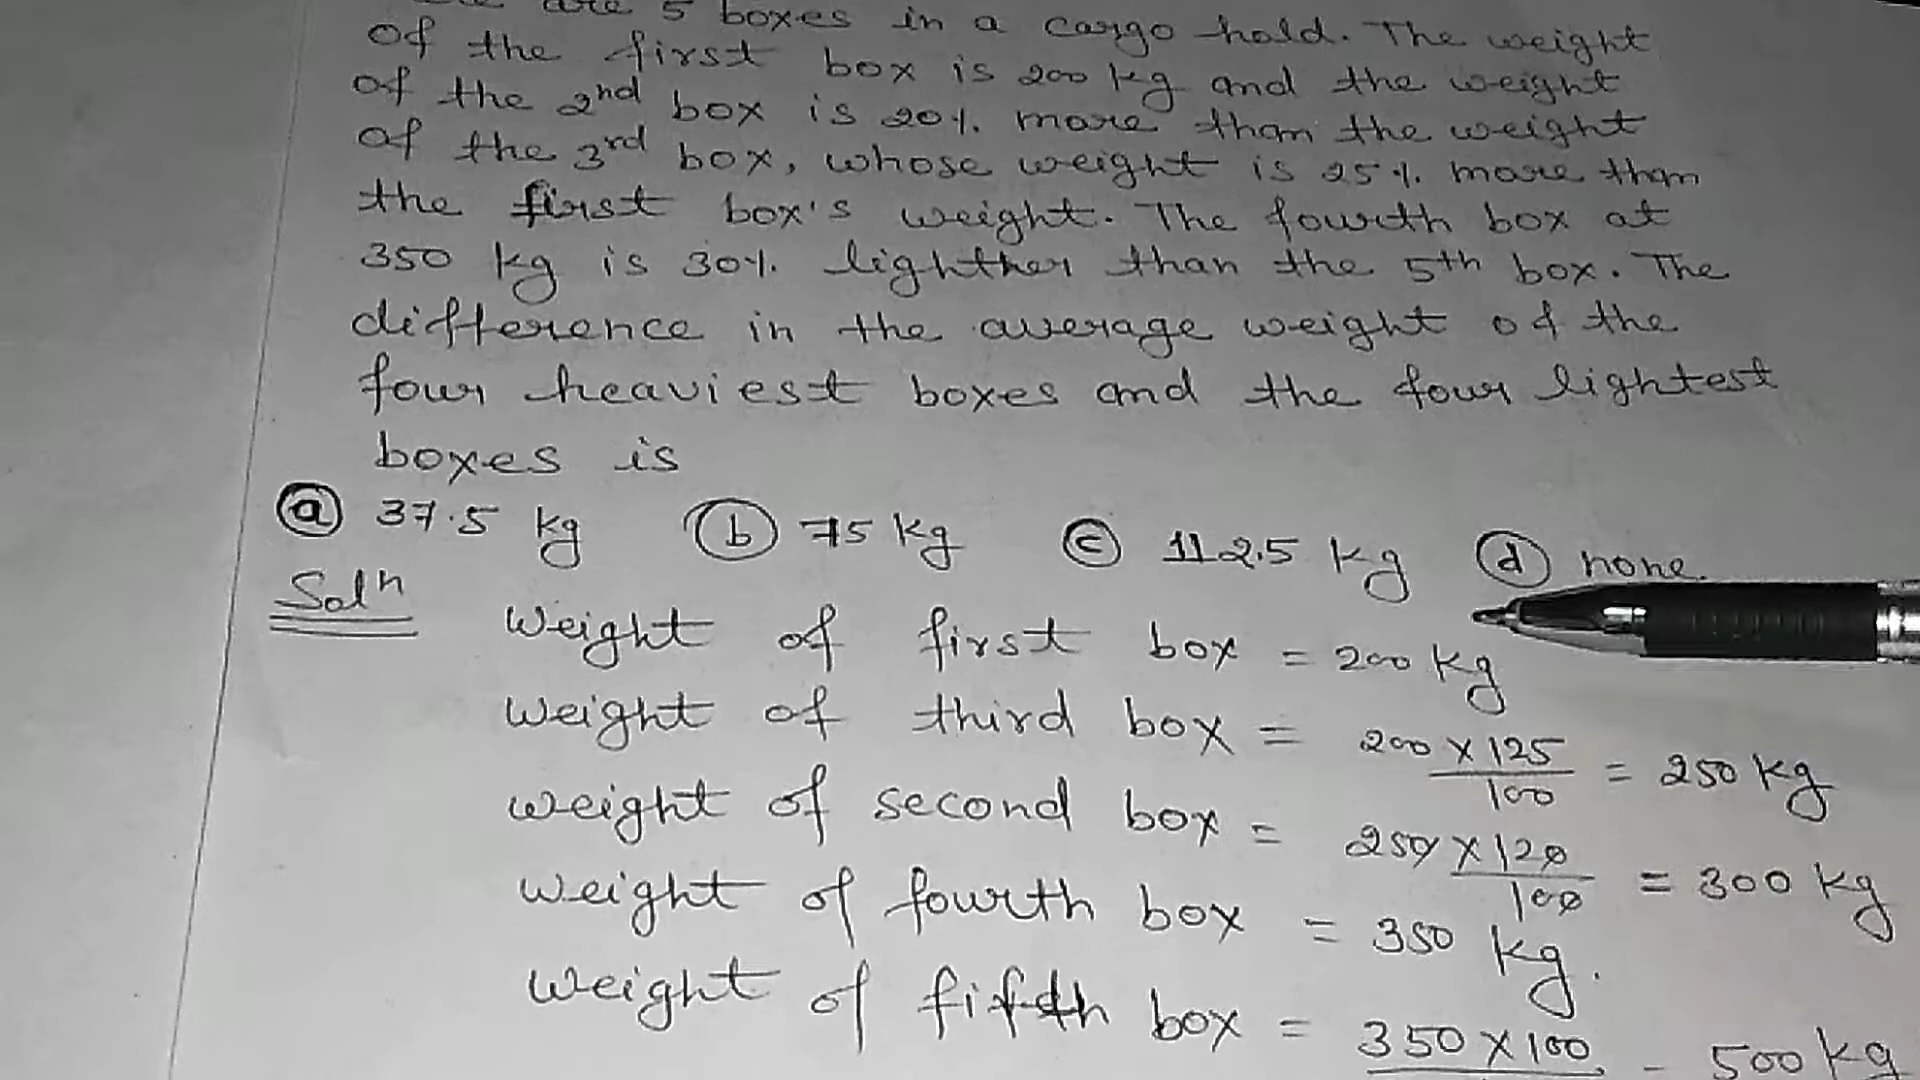 are 5 boxes in a cargo hold. The weight
of the first box is 200 kg and the weight
of the 2nd box is 20%. more than the weight
of the 3rd box, whose weight is 25%. more than
the first box's weight. The fourth box at
350 kg is 30%. lighther than the 5th box. The
difference in the average weight of the
four heaviest boxes and the four lightest
boxes is
(a) 37.5 kg (b) 75 kg (c) 112.5 kg (d) none.
Solⁿ
Weight of first box = 200 kg
Weight of third box = 200 X 125 / 100 = 250 kg
weight of second box = 250 X 120 / 100 = 300 kg
weight of fourth box = 350 kg.
weight of fifth box = 350 X 100 = 500 kg